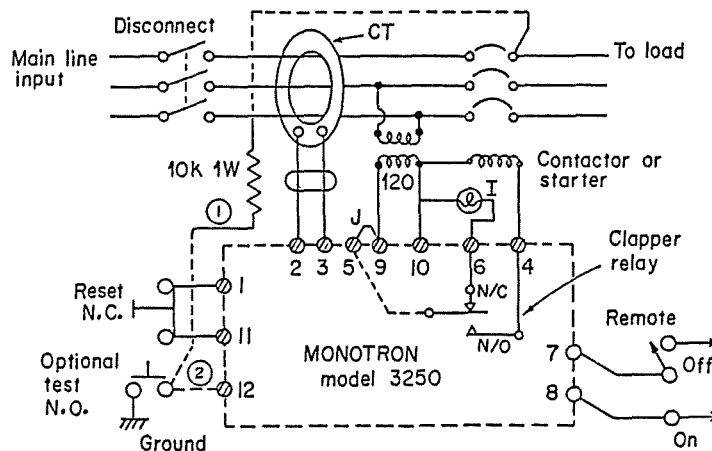 Disconnect
CT
Main line
input
To load
10k 1W
120
I
Contactor or
starter
1
J
2
3
5
9
10
6
4
Clapper
relay
1
N/C
Reset
N.C.
N/O
Remote
11
MONOTRON
model 3250
7
Off
Optional
test
N.O.
2
12
8
On
Ground